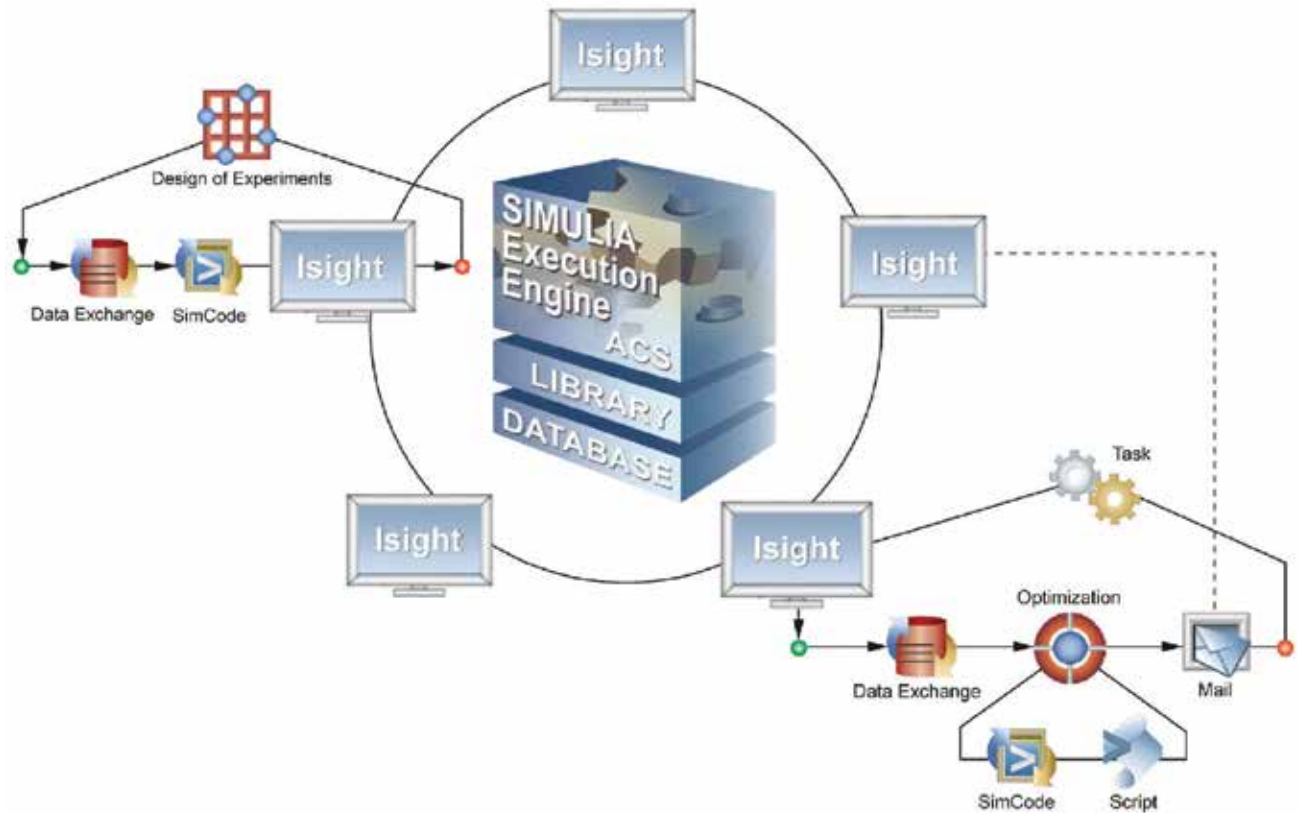 Isight
Design of Experiments
Isight
Data Exchange
SimCode
SIMULIA
Execution
Engine
ACS
LIBRARY
DATABASE
Isight
Isight
Isight
Task
Optimization
Data Exchange
Mail
SimCode
Script